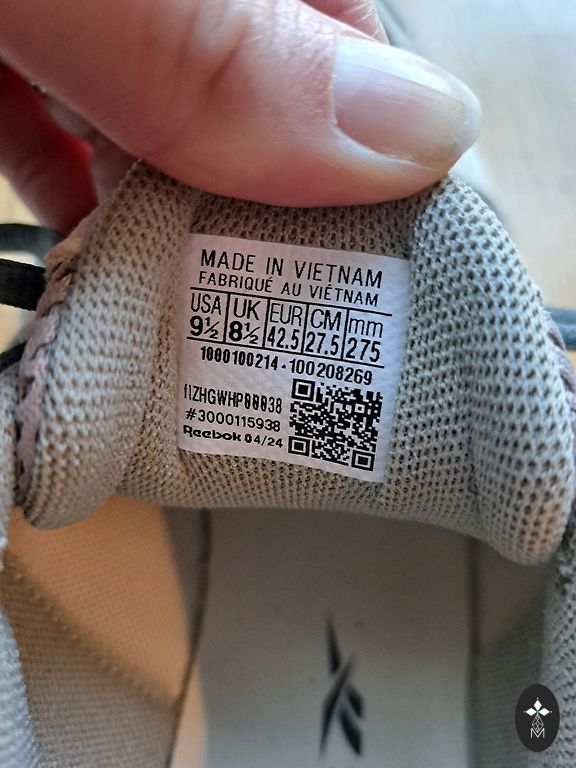 MADE IN VIETNAM
FABRIQUÉ AU VIÉTNAM
USA UK EUR CM mm
9½ 8½ 42.5 27.5 275
1000100214 - 100208269
#3000115938
Reebok 04/24
M